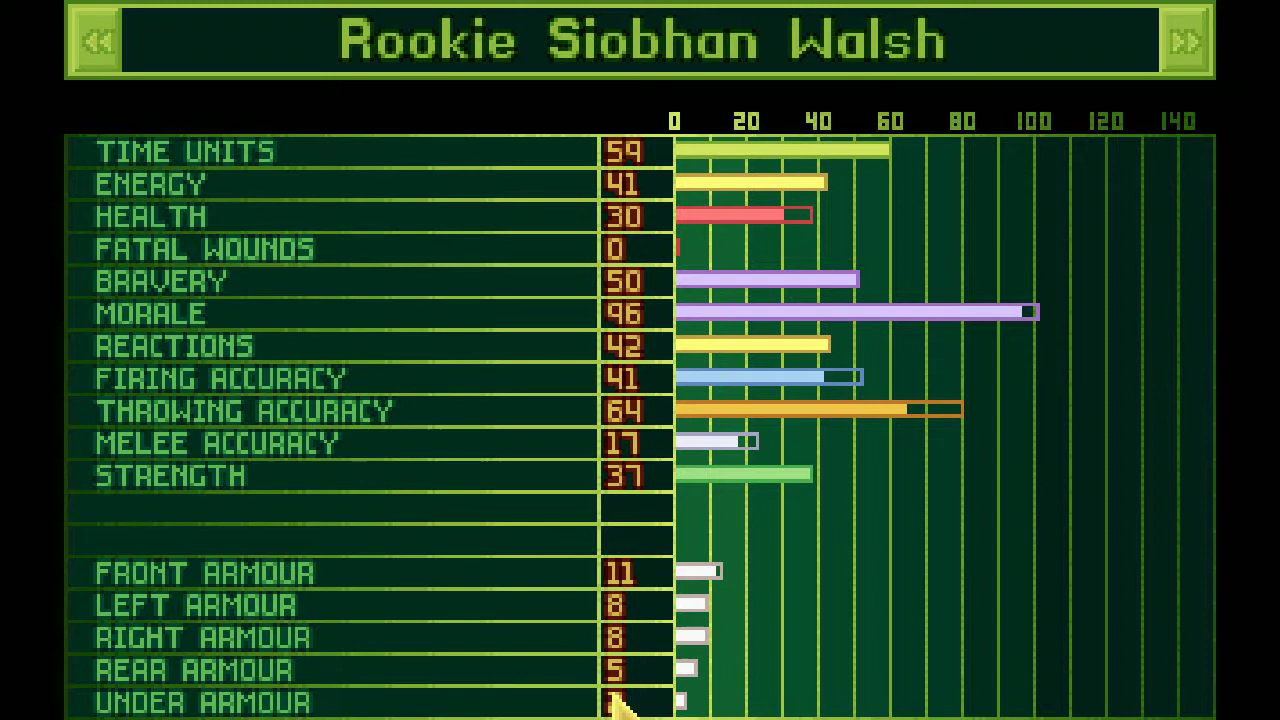 Rookie Siobhan Walsh
0 20 40 60 80 100 120 140
TIME UNITS 59
ENERGY 41
HEALTH 30
FATAL WOUNDS 0
BRAVERY 50
MORALE 96
REACTIONS 42
FIRING ACCURACY 41
THROWING ACCURACY 64
MELEE ACCURACY 17
STRENGTH 37
FRONT ARMOUR 11
LEFT ARMOUR 8
RIGHT ARMOUR 8
REAR ARMOUR 5
UNDER ARMOUR